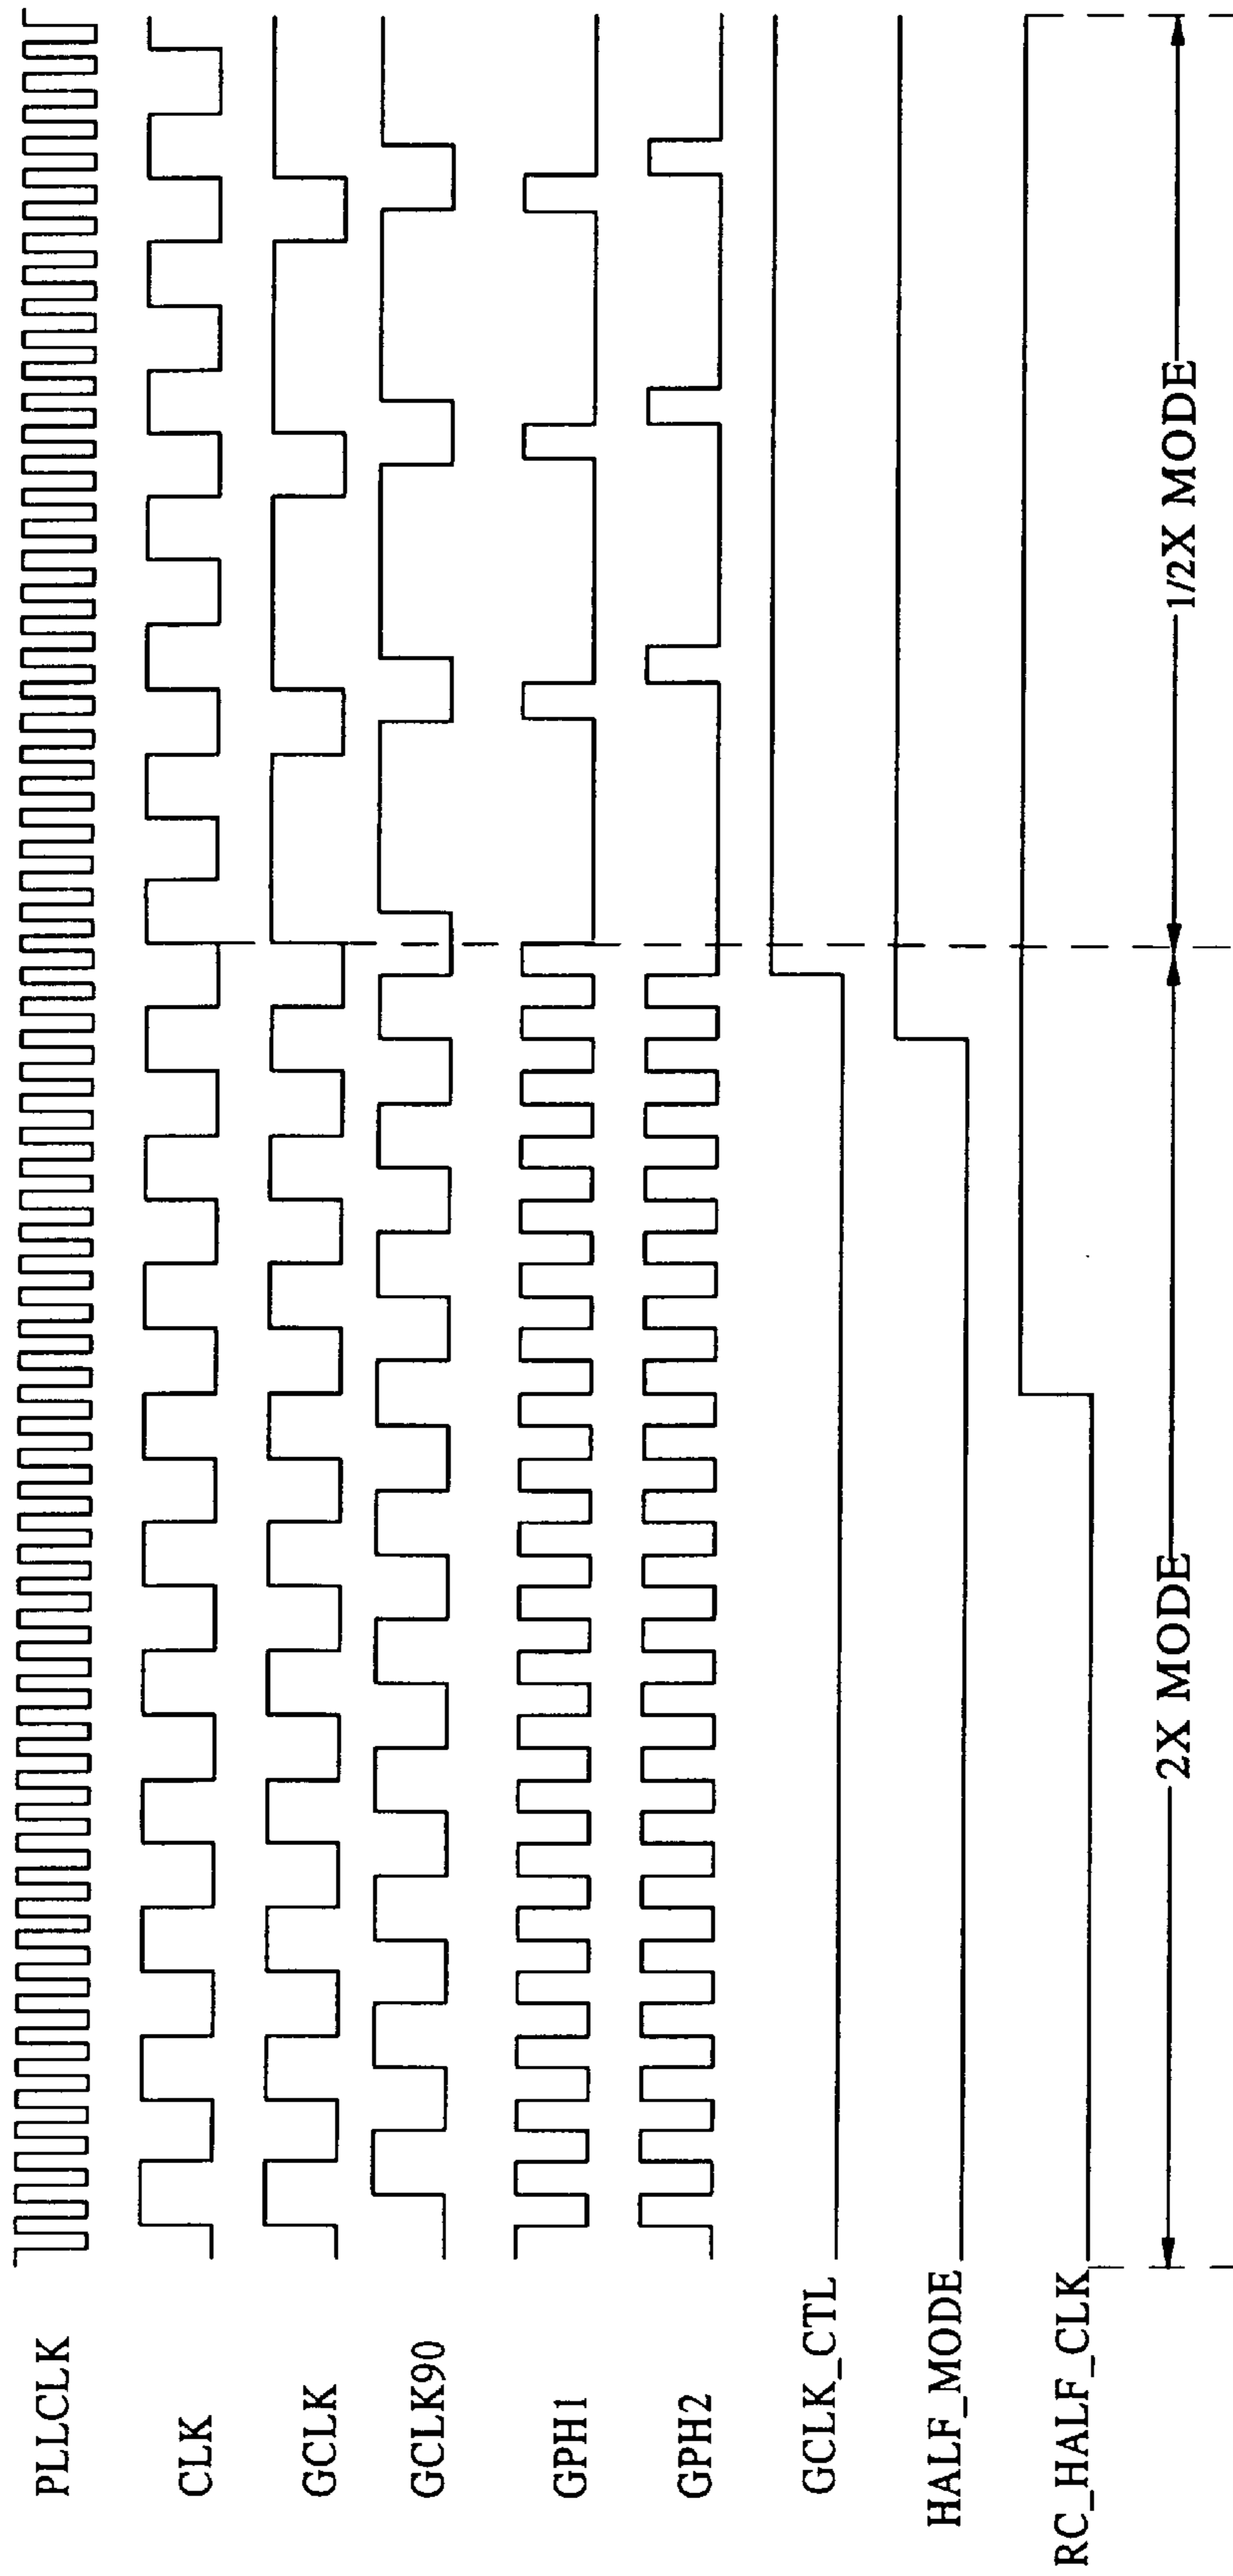 PLLCLK
CLK
GCLK
GCLK90
GPH1
GPH2
GCLK_CTL
HALF_MODE
RC_HALF_CLK
2X MODE
1/2X MODE